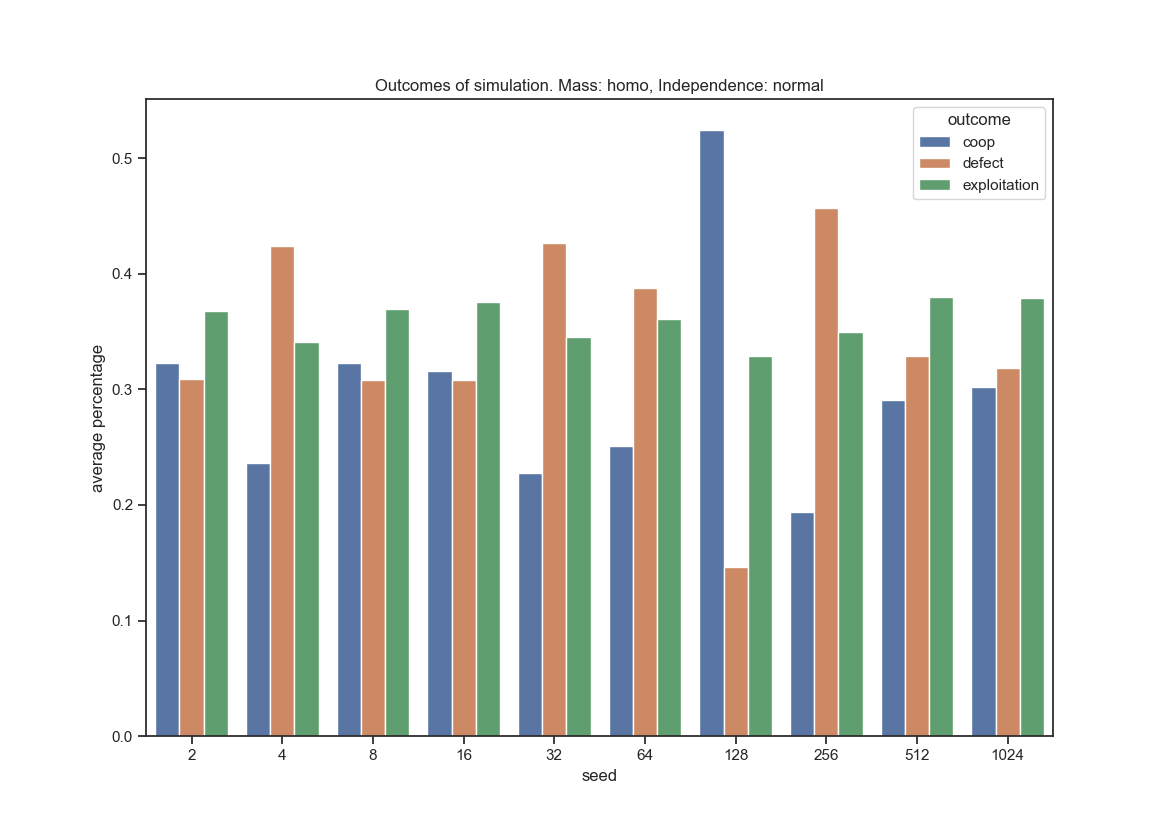 Outcomes of simulation. Mass: homo, Independence: normal
outcome
coop
defect
exploitation
average percentage
0.5
0.4
0.3
0.2
0.1
0.0
2 4 8 16 32 64 128 256 512 1024
seed